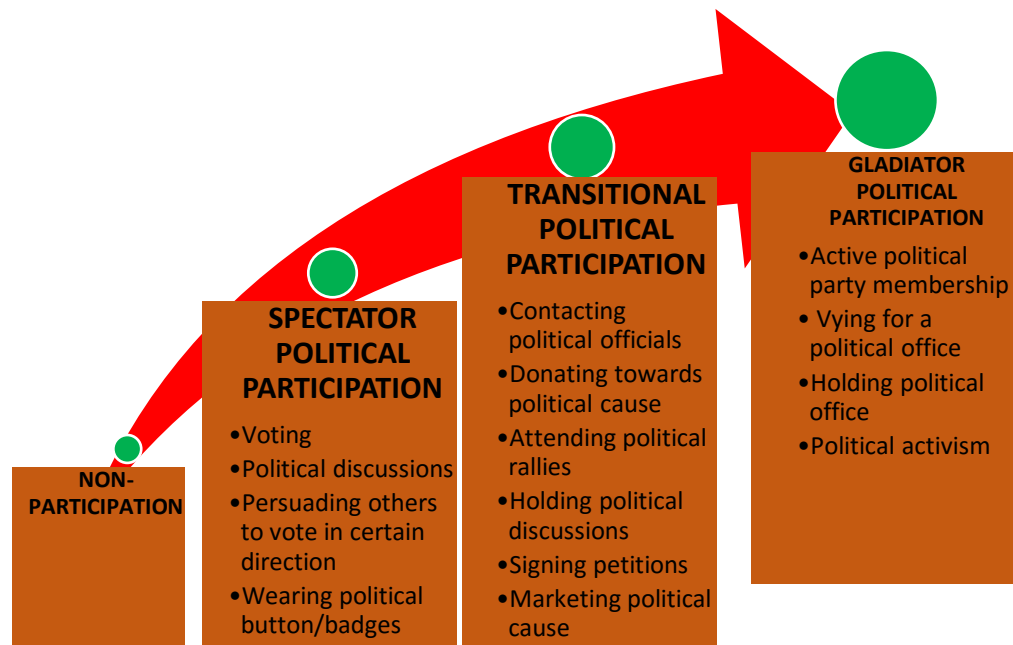 NON-
PARTICIPATION
SPECTATOR
POLITICAL
PARTICIPATION
•Voting
•Political discussions
•Persuading others
to vote in certain
direction
•Wearing political
button/badges
TRANSITIONAL
POLITICAL
PARTICIPATION
•Contacting
political officials
•Donating towards
political cause
•Attending political
rallies
•Holding political
discussions
•Signing petitions
•Marketing political
cause
GLADIATOR
POLITICAL
PARTICIPATION
•Active political
party membership
• Vying for a
political office
•Holding political
office
•Political activism